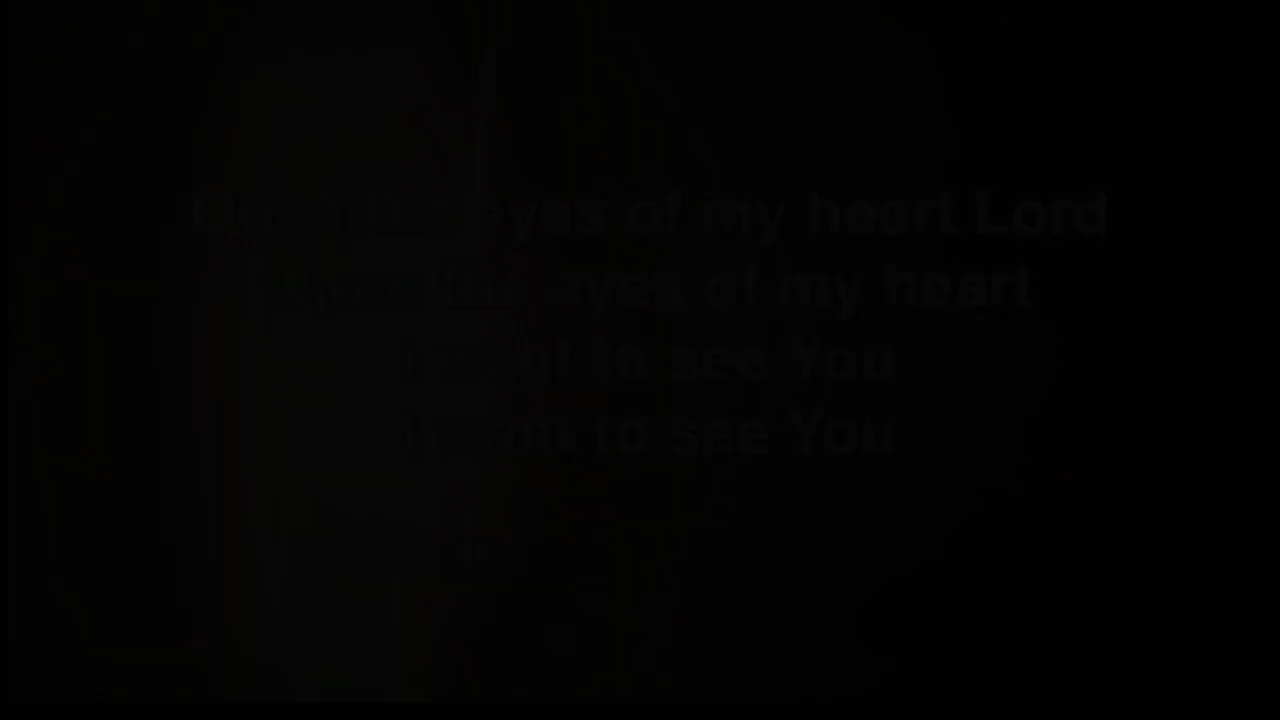 Open the eyes of my heart Lord
Open the eyes of my heart
I want to see You
I want to see You